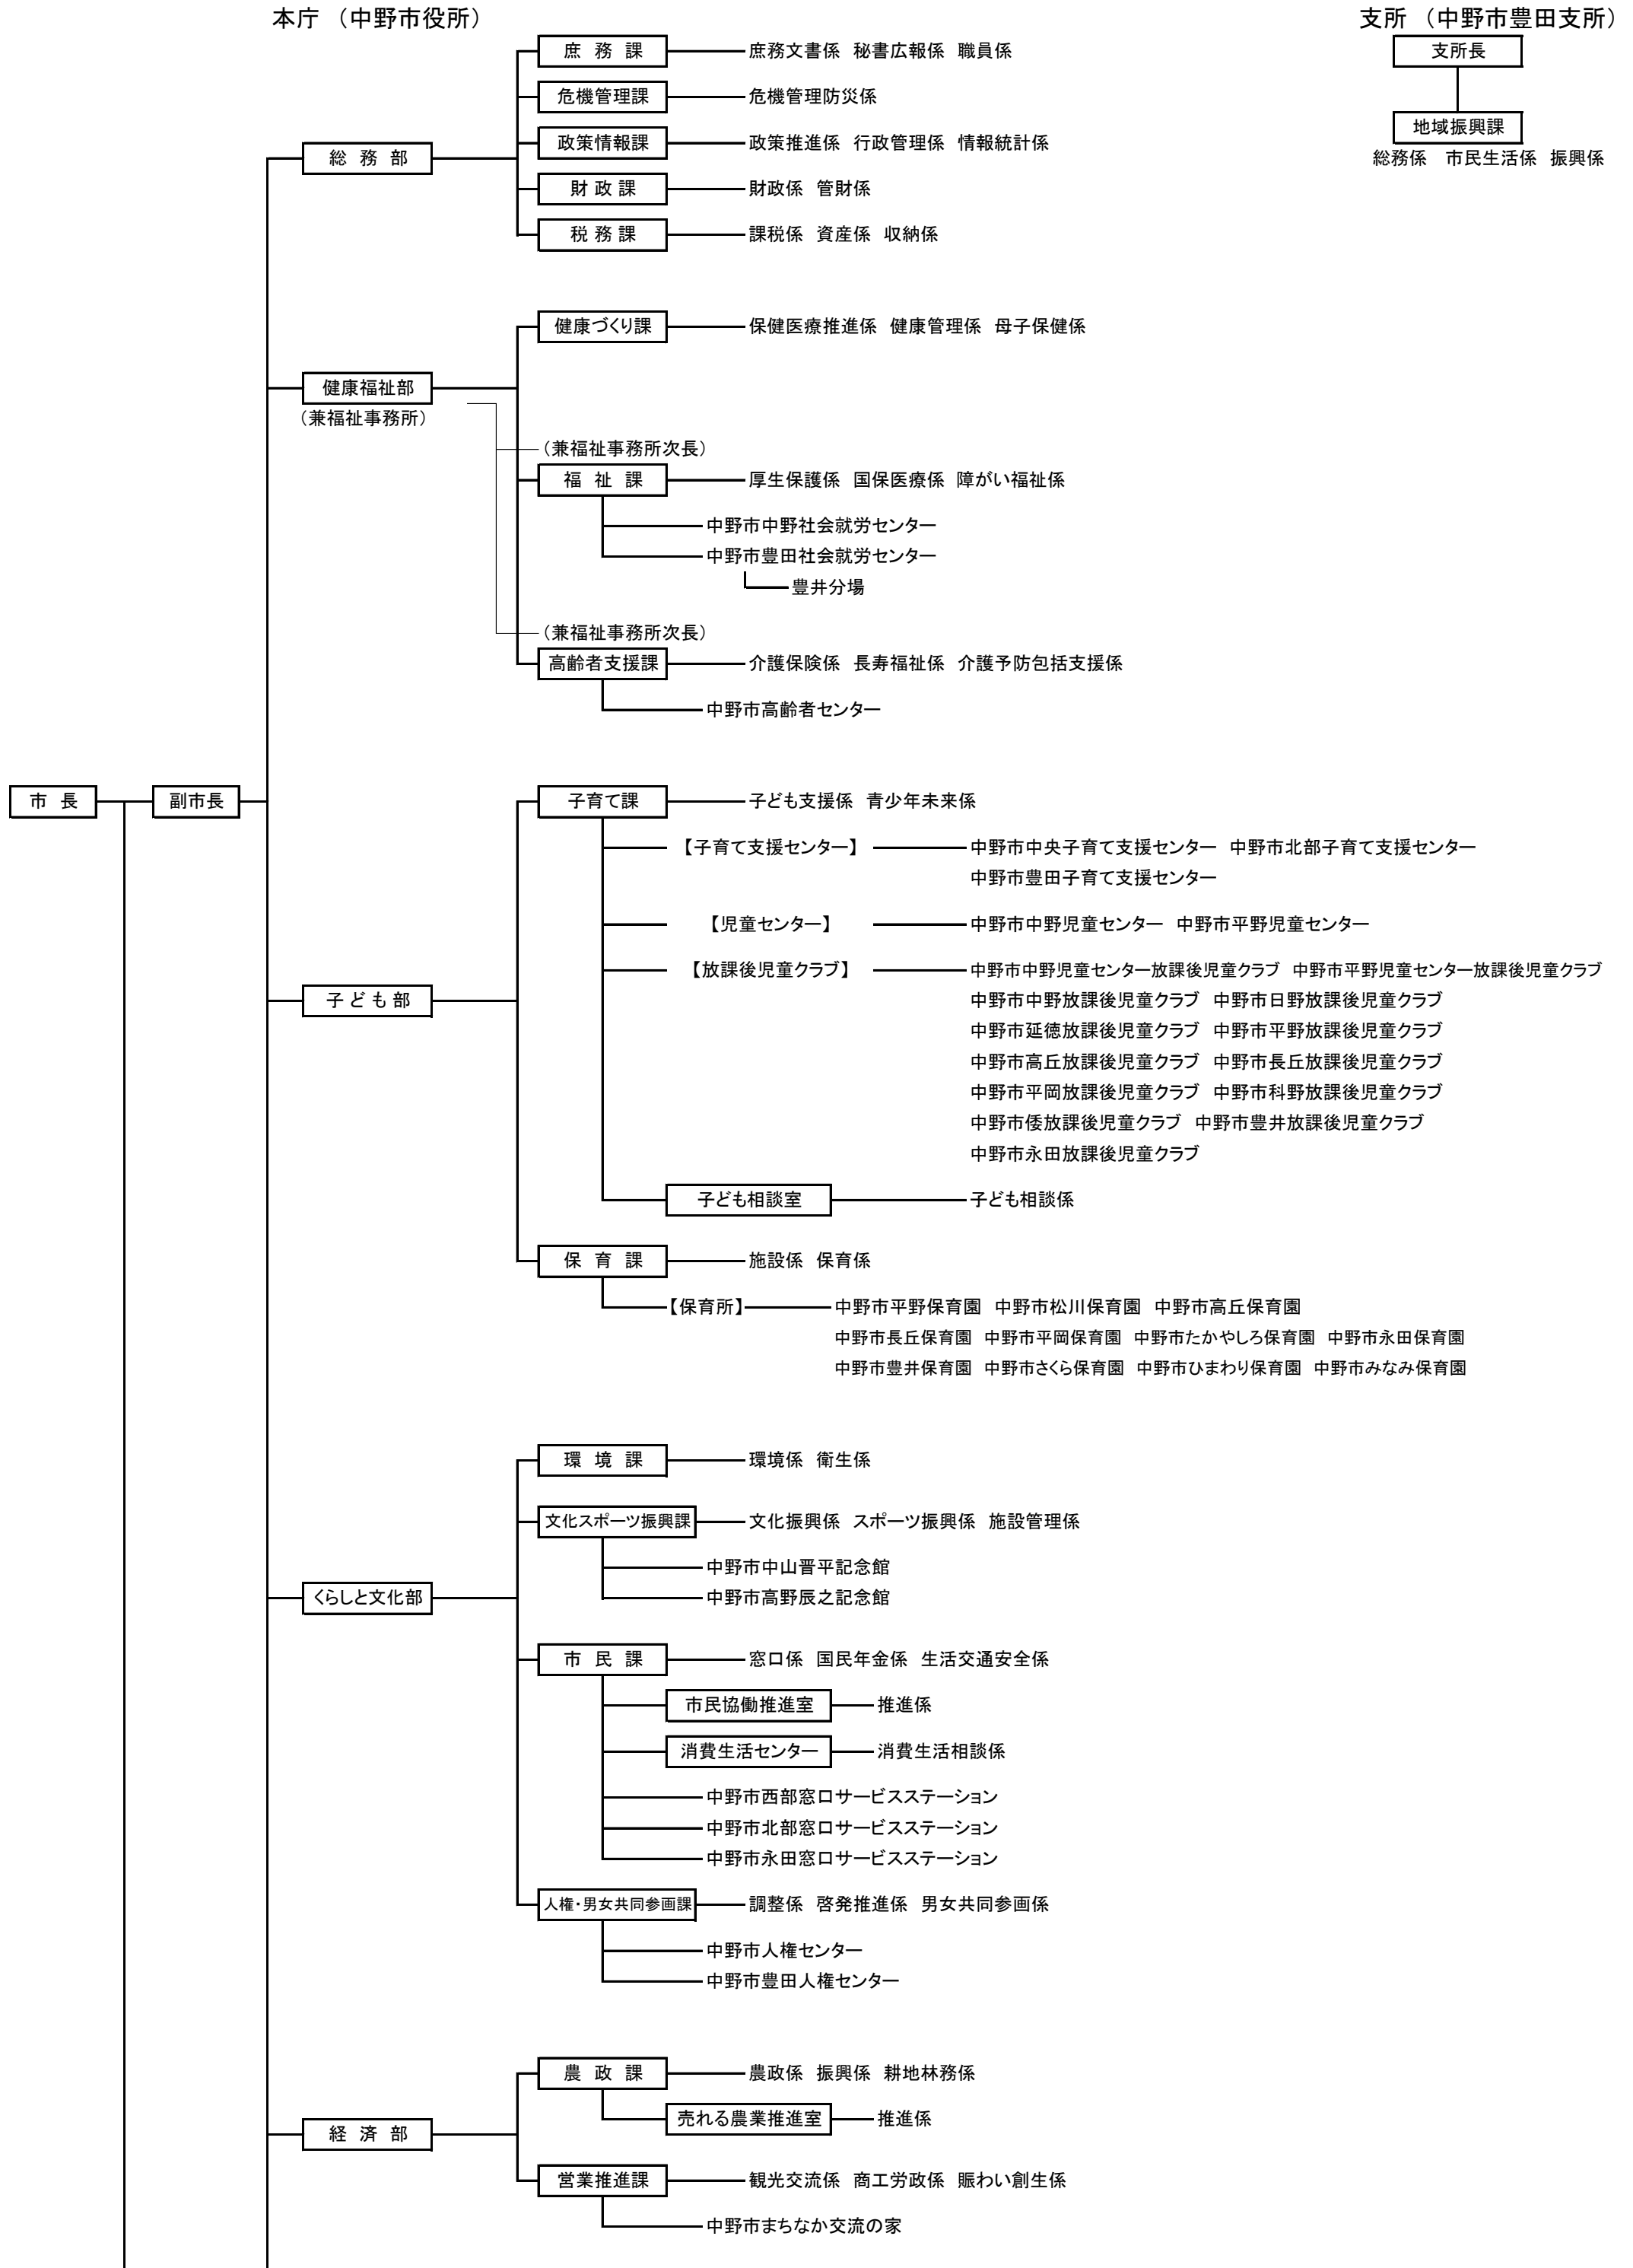 本庁 （中野市役所）
支所 （中野市豊田支所）
庶 務 課 庶務文書係 秘書広報係 職員係
支所長
危機管理課 危機管理防災係
地域振興課
政策情報課 政策推進係 行政管理係 情報統計係
総務係 市民生活係 振興係
総 務 部
財 政 課 財政係 管財係
税 務 課 課税係 資産係 収納係
健康づくり課 保健医療推進係 健康管理係 母子保健係
健康福祉部
（兼福祉事務所）
（兼福祉事務所次長）
福 祉 課 厚生保護係 国保医療係 障がい福祉係
中野市中野社会就労センター
中野市豊田社会就労センター
豊井分場
（兼福祉事務所次長）
高齢者支援課 介護保険係 長寿福祉係 介護予防包括支援係
中野市高齢者センター
市 長 副市長
子育て課 子ども支援係 青少年未来係
【子育て支援センター】 中野市中央子育て支援センター 中野市北部子育て支援センター
中野市豊田子育て支援センター
【児童センター】 中野市中野児童センター 中野市平野児童センター
【放課後児童クラブ】 中野市中野児童センター放課後児童クラブ 中野市平野児童センター放課後児童クラブ
子 ど も 部
中野市中野放課後児童クラブ 中野市日野放課後児童クラブ
中野市延徳放課後児童クラブ 中野市平野放課後児童クラブ
中野市高丘放課後児童クラブ 中野市長丘放課後児童クラブ
中野市平岡放課後児童クラブ 中野市科野放課後児童クラブ
中野市倭放課後児童クラブ 中野市豊井放課後児童クラブ
中野市永田放課後児童クラブ
子ども相談室 子ども相談係
保 育 課 施設係 保育係
【保育所】 中野市平野保育園 中野市松川保育園 中野市高丘保育園
中野市長丘保育園 中野市平岡保育園 中野市たかやしろ保育園 中野市永田保育園
中野市豊井保育園 中野市さくら保育園 中野市ひまわり保育園 中野市みなみ保育園
環 境 課 環境係 衛生係
文化スポーツ振興課 文化振興係 スポーツ振興係 施設管理係
中野市中山晋平記念館
くらしと文化部
中野市高野辰之記念館
市 民 課 窓口係 国民年金係 生活交通安全係
市民協働推進室 推進係
消費生活センター 消費生活相談係
中野市西部窓口サービスステーション
中野市北部窓口サービスステーション
中野市永田窓口サービスステーション
人権・男女共同参画課 調整係 啓発推進係 男女共同参画係
中野市人権センター
中野市豊田人権センター
農 政 課 農政係 振興係 耕地林務係
売れる農業推進室 推進係
経 済 部
営業推進課 観光交流係 商工労政係 賑わい創生係
中野市まちなか交流の家